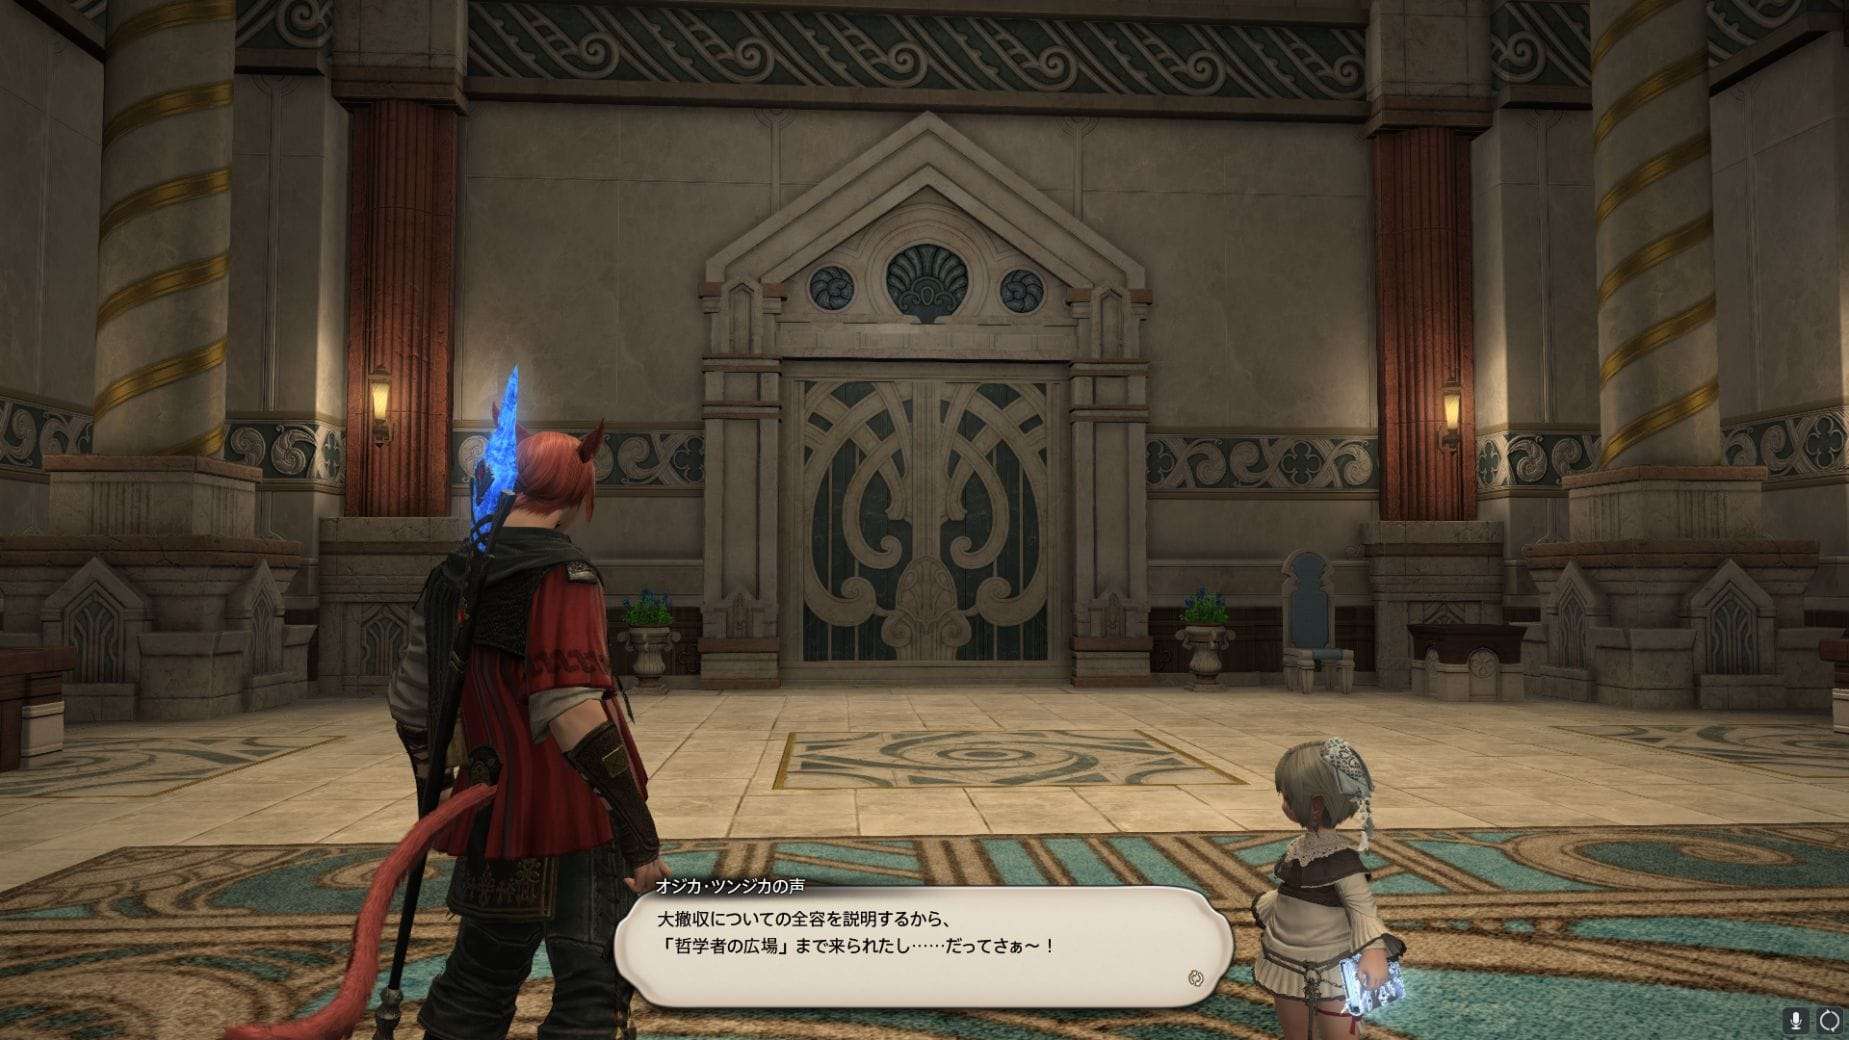 オジカ・ツンジカの声
大撤収についての全容を説明するから、
「哲学者の広場」まで来られたし……だってさぁ～！